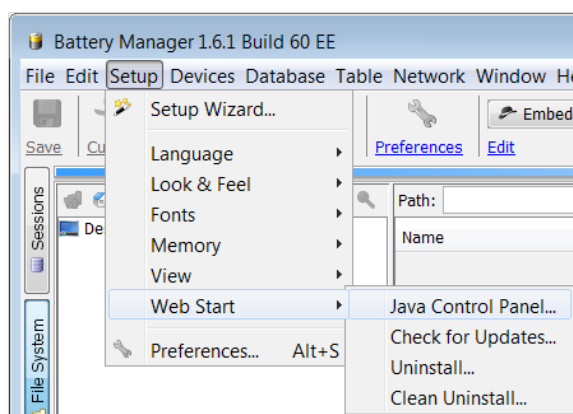 Battery Manager 1.6.1 Build 60 EE
File Edit Setup Devices Database Table Network Window
Save
Setup Wizard...
Preferences
Embed
Edit
Language
Look & Feel
Fonts
Memory
View
Web Start
Preferences... Alt+S
Sessions
File System
Path:
Name
Java Control Panel...
Check for Updates...
Uninstall...
Clean Uninstall...